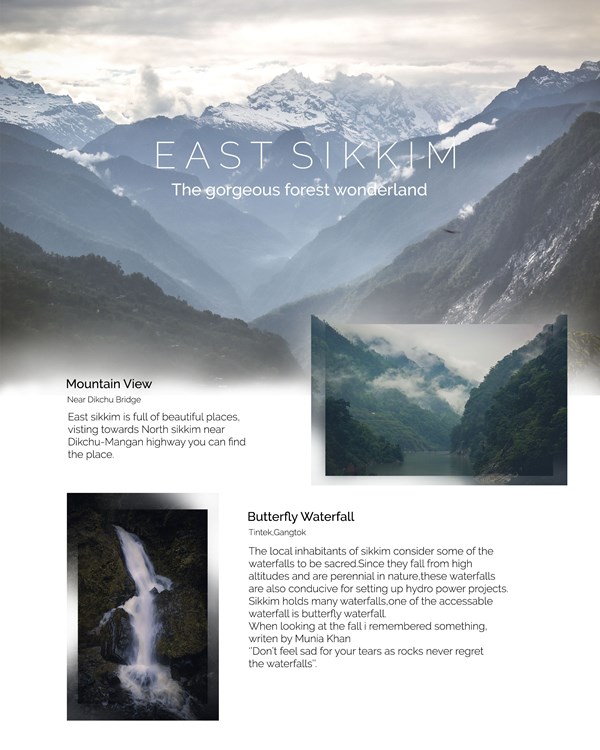 EAST SIKKIM
The gorgeous forest wonderland
Mountain View
Near Dikchu Bridge
East sikkim is full of beautiful places,
visting towards North sikkim near
Dikchu-Mangan highway you can find
the place.
Butterfly Waterfall
Tintek,Gangtok
The local inhabitants of sikkim consider some of the
waterfalls to be sacred.Since they fall from high
altitudes and are perennial in nature,these waterfalls
are also conducive for setting up hydro power projects.
Sikkim holds many waterfalls,one of the accessable
waterfall is butterfly waterfall.
When looking at the fall i remembered something,
writen by Munia Khan
''Don't feel sad for your tears as rocks never regret
the waterfalls''.